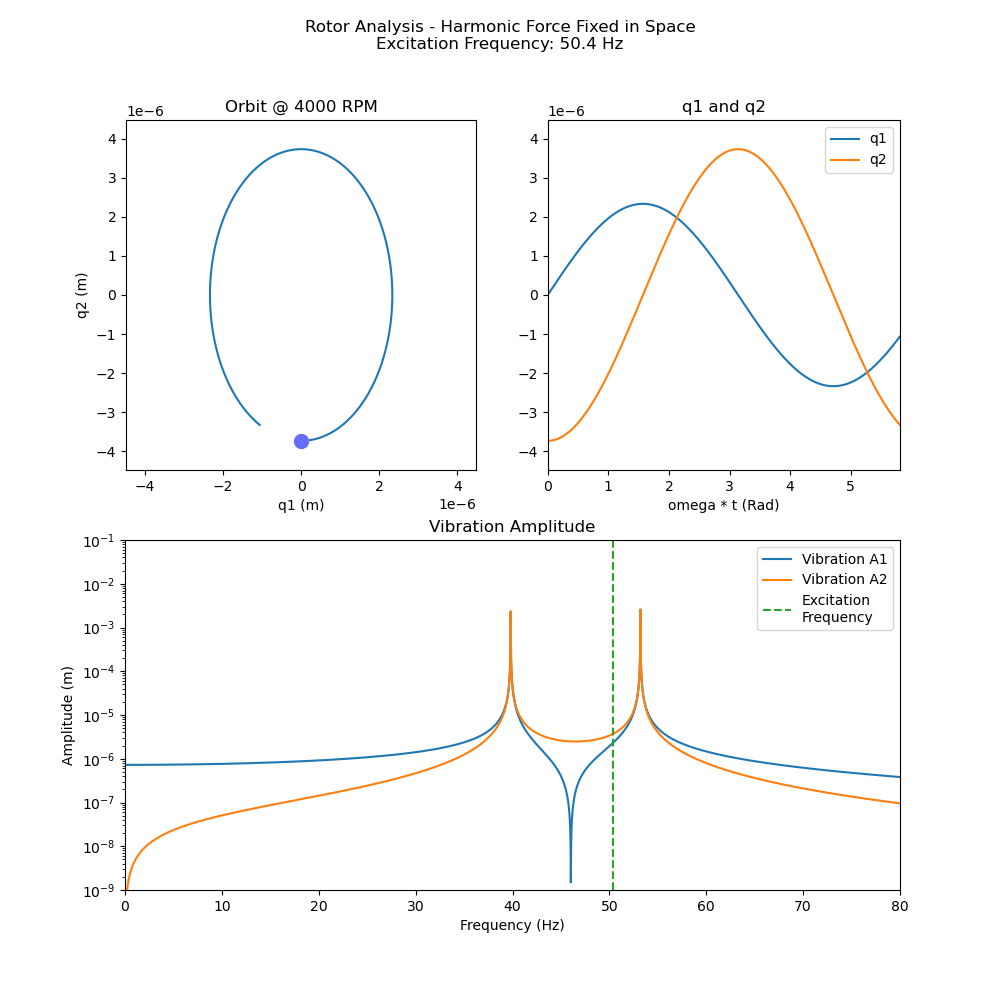 Rotor Analysis - Harmonic Force Fixed in Space
Excitation Frequency: 50.4 Hz
Orbit @ 4000 RPM
1e−6
4
3
2
1
0
−1
−2
−3
−4
q2 (m)
−4 −2 0 2 4
q1 (m)
1e−6
q1 and q2
1e−6
4
3
2
1
0
−1
−2
−3
−4
q1
q2
0 1 2 3 4 5
omega * t (Rad)
Vibration Amplitude
10⁻¹
10⁻²
10⁻³
10⁻⁴
10⁻⁵
10⁻⁶
10⁻⁷
10⁻⁸
10⁻⁹
Amplitude (m)
Vibration A1
Vibration A2
Excitation
Frequency
0 10 20 30 40 50 60 70 80
Frequency (Hz)